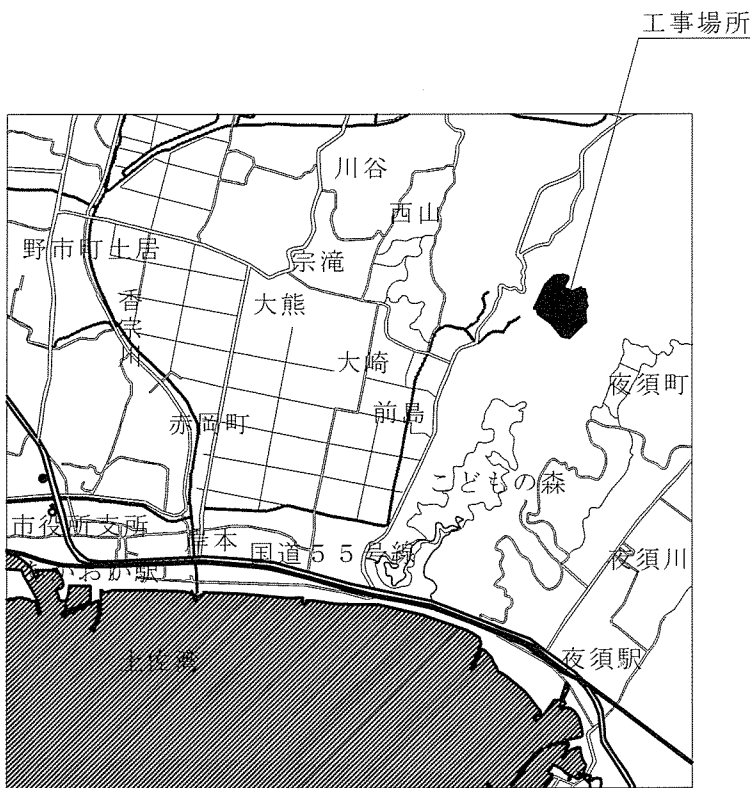 工事場所
川谷
西山
野市町土居
宗滝
香宗川
大熊
大崎
夜須町
前島
赤岡町
こどもの森
市役所支所
岸本
国道55号線
夜須川
あかおか駅
夜須駅
土佐湾